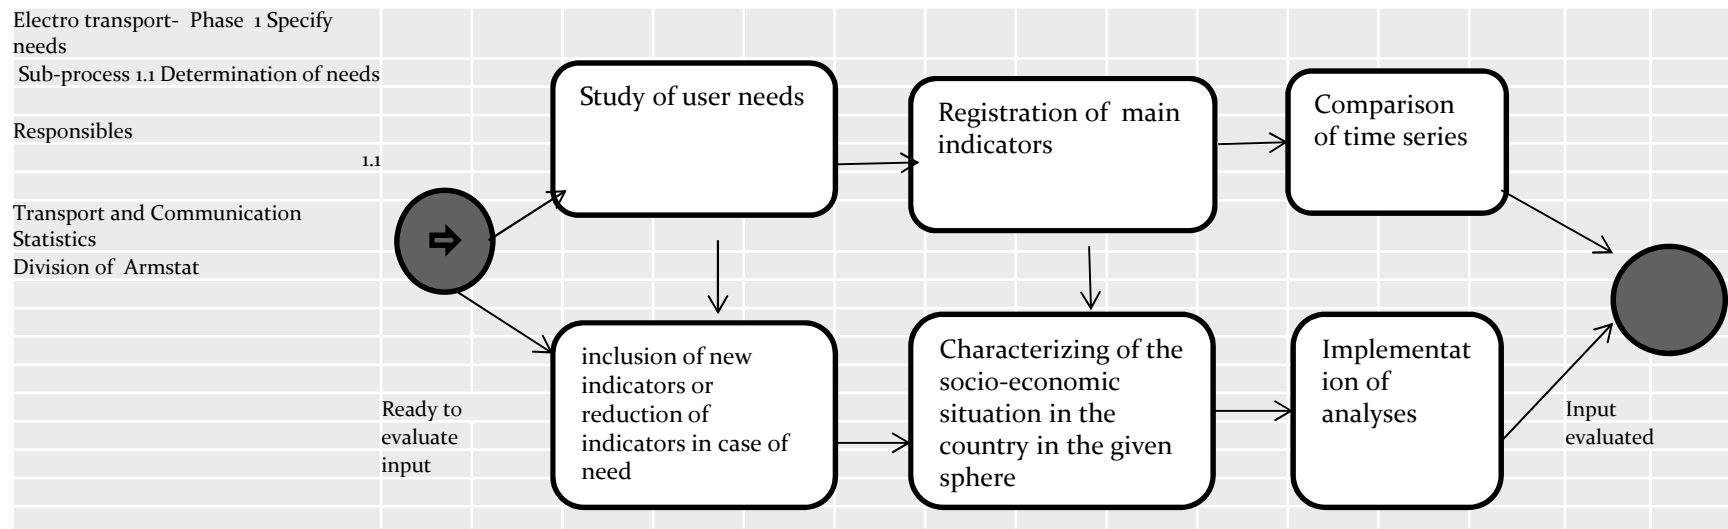 Electro transport-  Phase  1 Specify
needs
Sub-process 1.1 Determination of needs
Responsibles
1.1
Transport and Communication
Statistics
Division of  Armstat
Study of user needs
Registration of  main
indicators
Comparison
of time series
inclusion of new
indicators or
reduction of
indicators in case of
need
Characterizing of the
socio-economic
situation in the
country in the given
sphere
Implementat
ion of
analyses
Ready to
evaluate
input
Input
evaluated